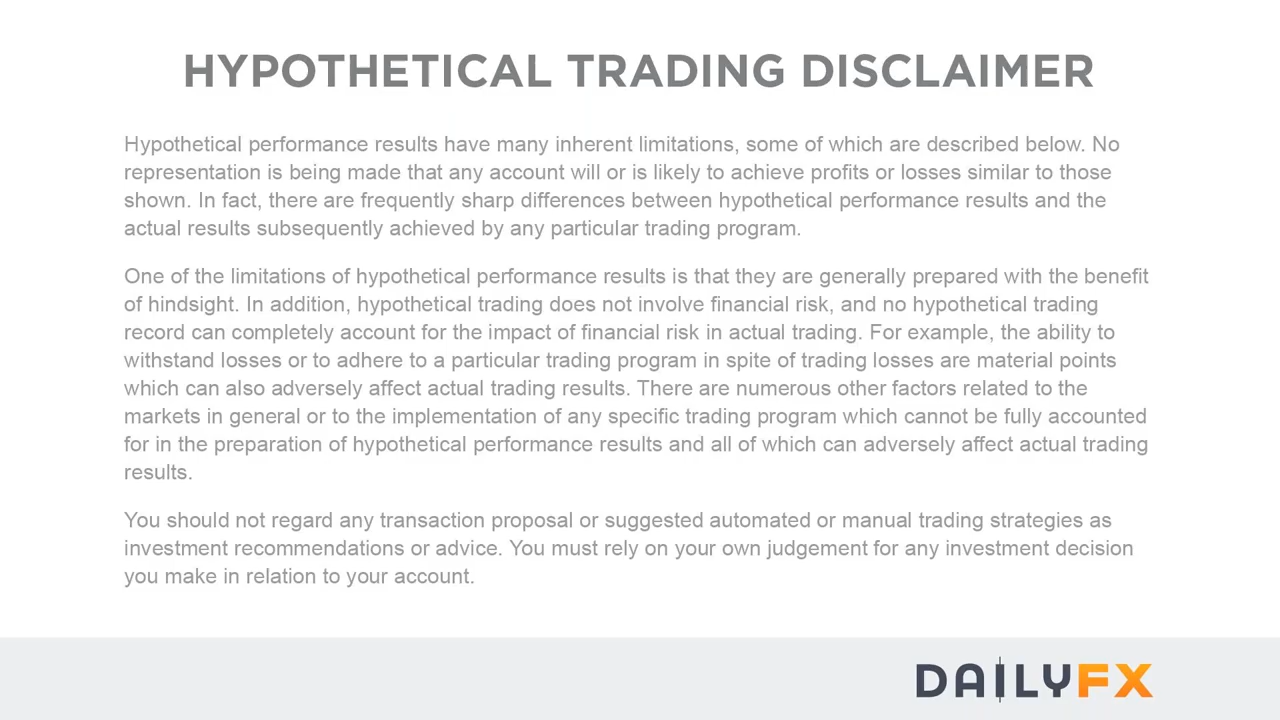 HYPOTHETICAL TRADING DISCLAIMER
Hypothetical performance results have many inherent limitations, some of which are described below. No
representation is being made that any account will or is likely to achieve profits or losses similar to those
shown. In fact, there are frequently sharp differences between hypothetical performance results and the
actual results subsequently achieved by any particular trading program.
One of the limitations of hypothetical performance results is that they are generally prepared with the benefit
of hindsight. In addition, hypothetical trading does not involve financial risk, and no hypothetical trading
record can completely account for the impact of financial risk in actual trading. For example, the ability to
withstand losses or to adhere to a particular trading program in spite of trading losses are material points
which can also adversely affect actual trading results. There are numerous other factors related to the
markets in general or to the implementation of any specific trading program which cannot be fully accounted
for in the preparation of hypothetical performance results and all of which can adversely affect actual trading
results.
You should not regard any transaction proposal or suggested automated or manual trading strategies as
investment recommendations or advice. You must rely on your own judgement for any investment decision
you make in relation to your account.
DAILYFX